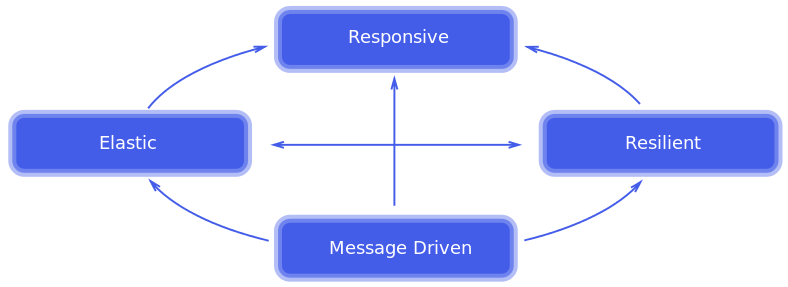 Responsive
Elastic
Resilient
Message Driven